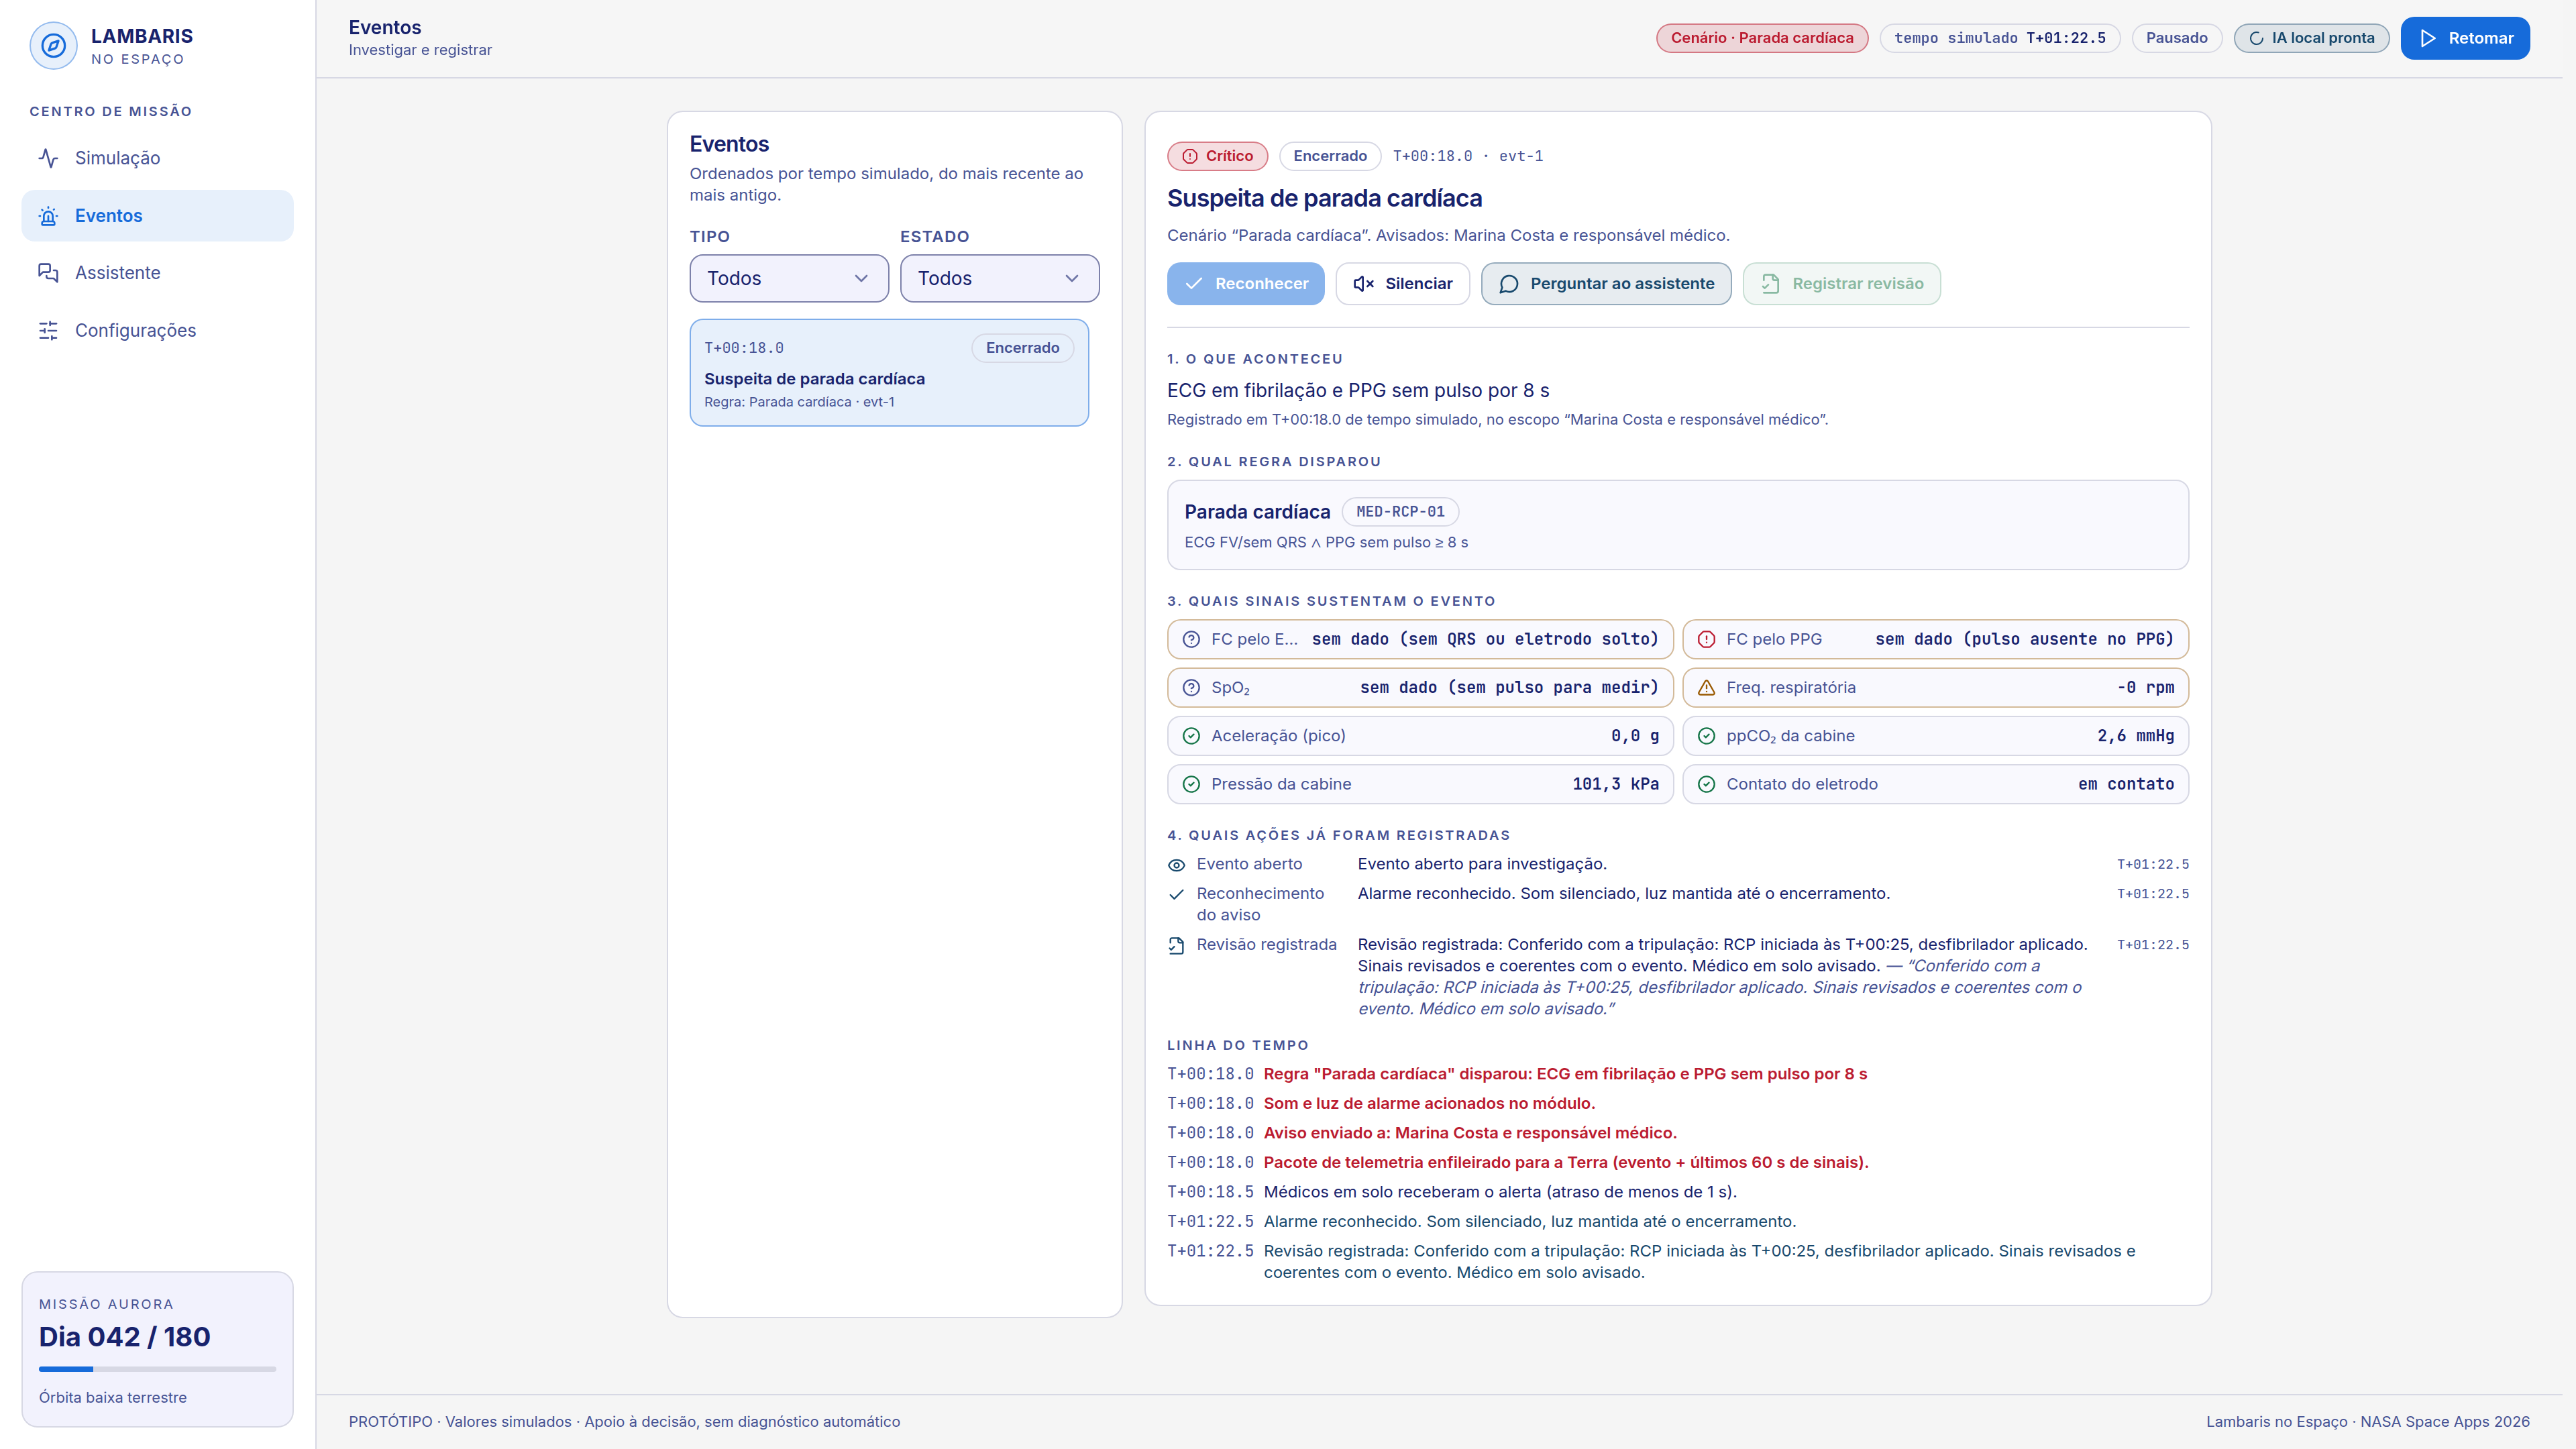 LAMBARIS
NO ESPAÇO
CENTRO DE MISSÃO
Simulação
Eventos
Assistente
Configurações
MISSÃO AURORA
Dia 042 / 180
Órbita baixa terrestre
Eventos
Investigar e registrar
Cenário · Parada cardíaca
tempo simulado T+01:22.5
Pausado
IA local pronta
Retomar
Eventos
Ordenados por tempo simulado, do mais recente ao
mais antigo.
TIPO
ESTADO
Todos
Todos
T+00:18.0
Encerrado
Suspeita de parada cardíaca
Regra: Parada cardíaca · evt-1
Crítico
Encerrado
T+00:18.0 · evt-1
Suspeita de parada cardíaca
Cenário “Parada cardíaca”. Avisados: Marina Costa e responsável médico.
Reconhecer
Silenciar
Perguntar ao assistente
Registrar revisão
1. O QUE ACONTECEU
ECG em fibrilação e PPG sem pulso por 8 s
Registrado em T+00:18.0 de tempo simulado, no escopo “Marina Costa e responsável médico”.
2. QUAL REGRA DISPAROU
Parada cardíaca MED-RCP-01
ECG FV/sem QRS ∧ PPG sem pulso ≥ 8 s
3. QUAIS SINAIS SUSTENTAM O EVENTO
FC pelo E... sem dado (sem QRS ou eletrodo solto)
FC pelo PPG sem dado (pulso ausente no PPG)
SpO₂ sem dado (sem pulso para medir)
Freq. respiratória -0 rpm
Aceleração (pico) 0,0 g
ppCO₂ da cabine 2,6 mmHg
Pressão da cabine 101,3 kPa
Contato do eletrodo em contato
4. QUAIS AÇÕES JÁ FORAM REGISTRADAS
Evento aberto Evento aberto para investigação. T+01:22.5
Reconhecimento Alarme reconhecido. Som silenciado, luz mantida até o encerramento. T+01:22.5
do aviso
Revisão registrada Revisão registrada: Conferido com a tripulação: RCP iniciada às T+00:25, desfibrilador aplicado. T+01:22.5
Sinais revisados e coerentes com o evento. Médico em solo avisado. — “Conferido com a
tripulação: RCP iniciada às T+00:25, desfibrilador aplicado. Sinais revisados e coerentes com o
evento. Médico em solo avisado.”
LINHA DO TEMPO
T+00:18.0 Regra "Parada cardíaca" disparou: ECG em fibrilação e PPG sem pulso por 8 s
T+00:18.0 Som e luz de alarme acionados no módulo.
T+00:18.0 Aviso enviado a: Marina Costa e responsável médico.
T+00:18.0 Pacote de telemetria enfileirado para a Terra (evento + últimos 60 s de sinais).
T+00:18.5 Médicos em solo receberam o alerta (atraso de menos de 1 s).
T+01:22.5 Alarme reconhecido. Som silenciado, luz mantida até o encerramento.
T+01:22.5 Revisão registrada: Conferido com a tripulação: RCP iniciada às T+00:25, desfibrilador aplicado. Sinais revisados e
coerentes com o evento. Médico em solo avisado.
PROTÓTIPO · Valores simulados · Apoio à decisão, sem diagnóstico automático
Lambaris no Espaço · NASA Space Apps 2026